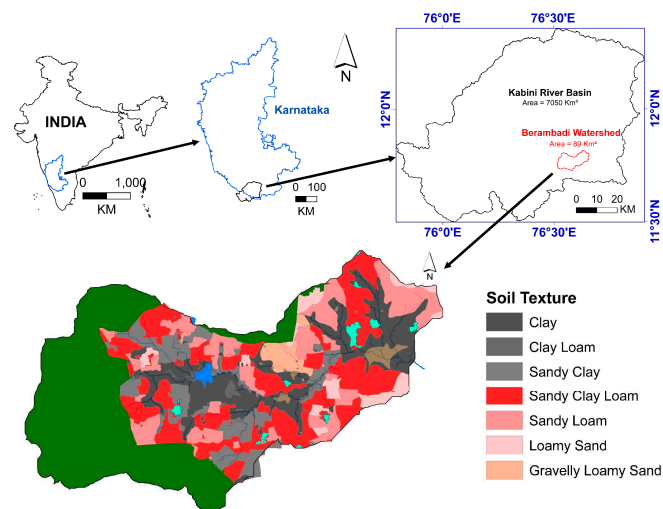 INDIA
0 1,000
KM
Karnataka
0 100
KM
N
76°0'E 76°30'E
12°0'N
12°0'N
11°30'N
76°0'E 76°30'E
Kabini River Basin
Area = 7050 Km²
Berambadi Watershed
Area = 89 Km²
0 10 20
KM
N
Soil Texture
Clay
Clay Loam
Sandy Clay
Sandy Clay Loam
Sandy Loam
Loamy Sand
Gravelly Loamy Sand